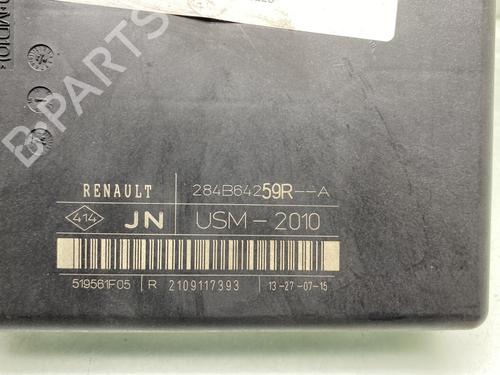 RENAULT 284B64259R--A
414 JN USM-2010
519561F05 R 2109117393 13-27-07-15
B-PARTS